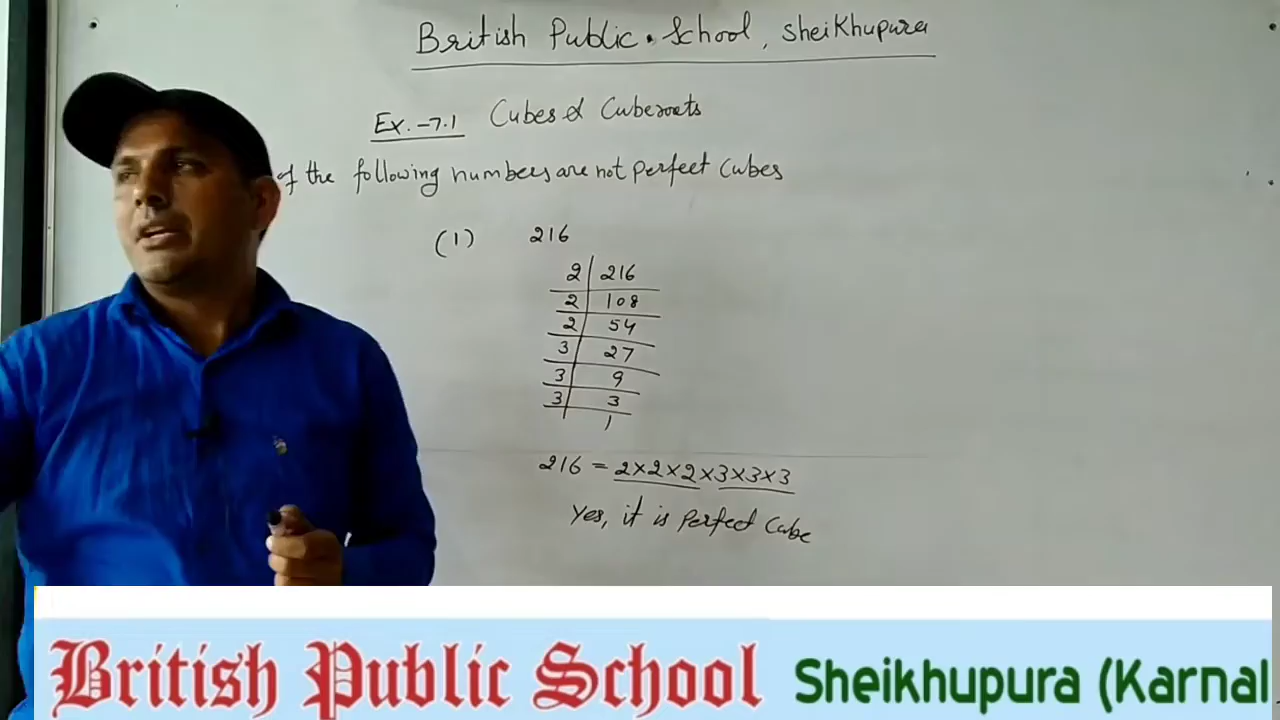 British Public School, Sheikhupura
Ex.-7.1 Cubes & Cuberoots
of the following numbers are not perfect cubes
(1) 216
2 | 216
2 | 108
2 | 54
3 | 27
3 | 9
3 | 3
1
216 = 2×2×2×3×3×3
Yes, it is perfect cube
British Public School Sheikhupura (Karnal